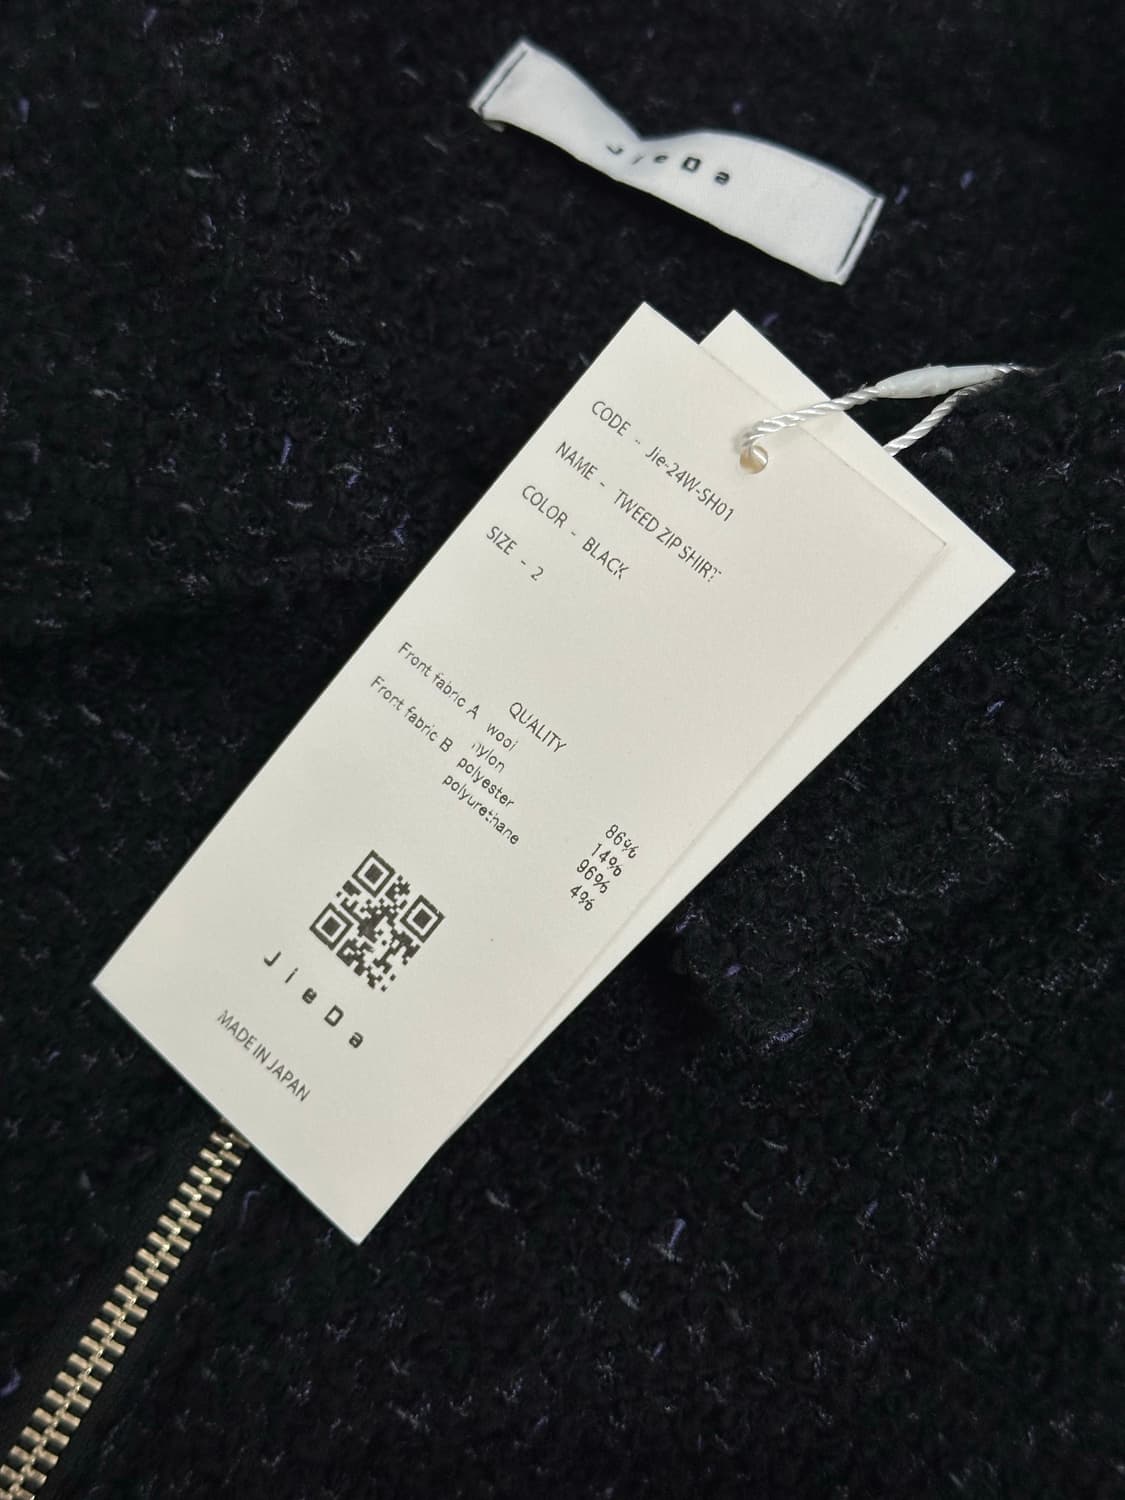 JieDa
CODE - Jie-24W-SH01
NAME - TWEED ZIP SHIRT
COLOR - BLACK
SIZE - 2
QUALITY
Front fabric A wool 86%
nylon 14%
Front fabric B polyester 96%
polyurethane 4%
JieDa
MADE IN JAPAN